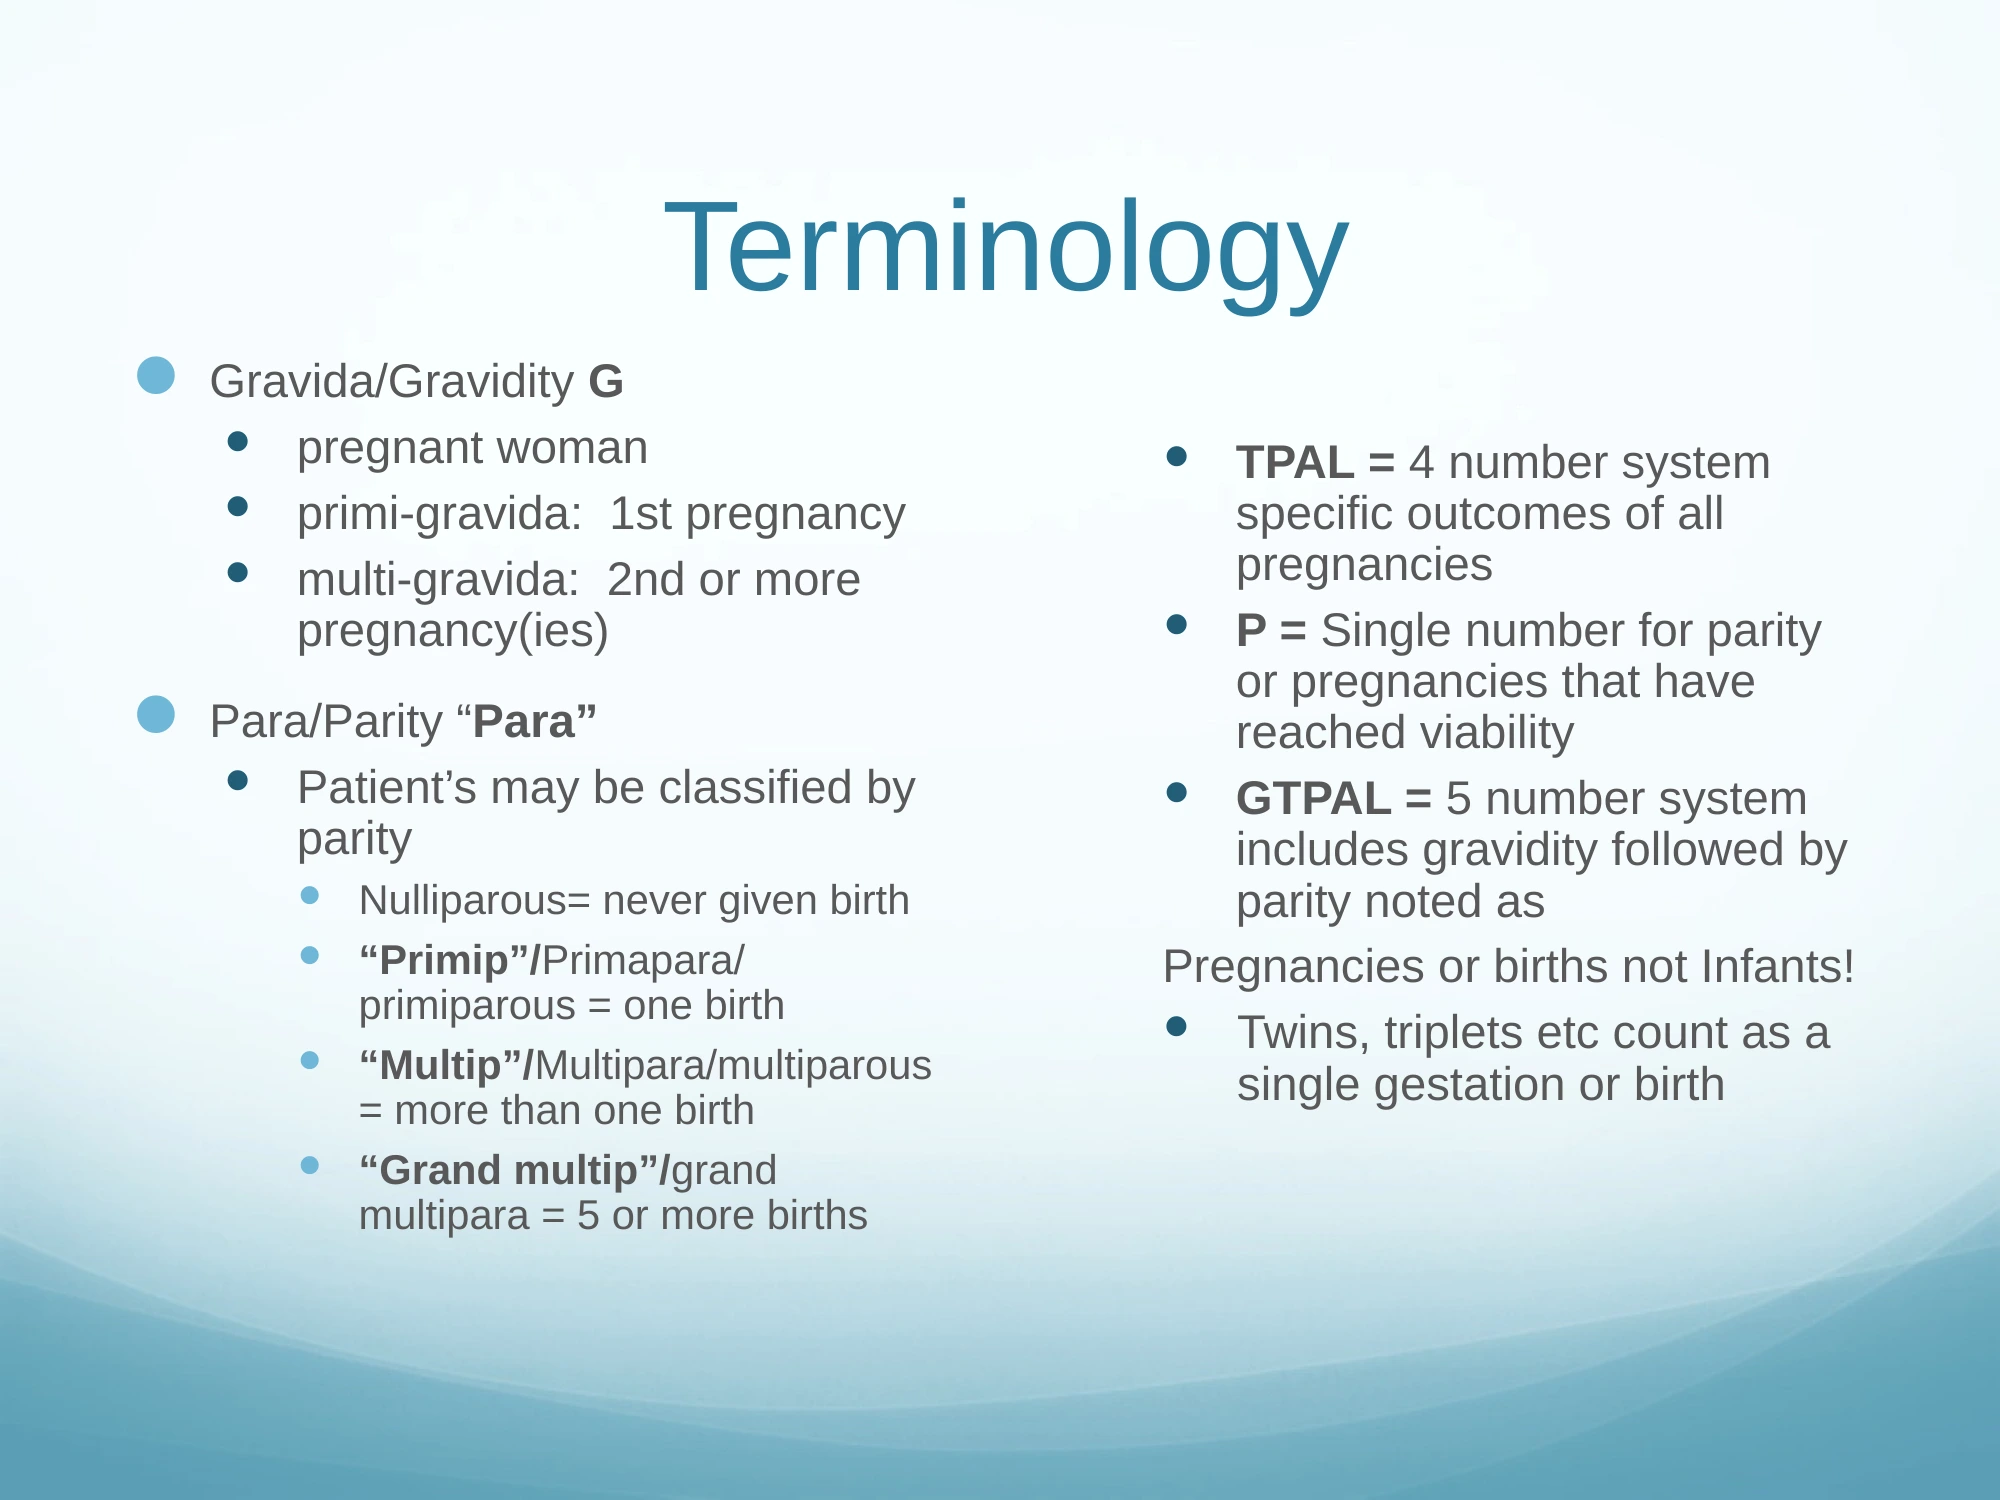 Terminology
Gravida/Gravidity G
pregnant woman
primi-gravida:  1st pregnancy
multi-gravida:  2nd or more
pregnancy(ies)
Para/Parity “Para”
Patient’s may be classified by
parity
Nulliparous= never given birth
“Primip”/Primapara/
primiparous = one birth
“Multip”/Multipara/multiparous
= more than one birth
“Grand multip”/grand
multipara = 5 or more births
TPAL = 4 number system
specific outcomes of all
pregnancies
P = Single number for parity
or pregnancies that have
reached viability
GTPAL = 5 number system
includes gravidity followed by
parity noted as
Pregnancies or births not Infants!
Twins, triplets etc count as a
single gestation or birth